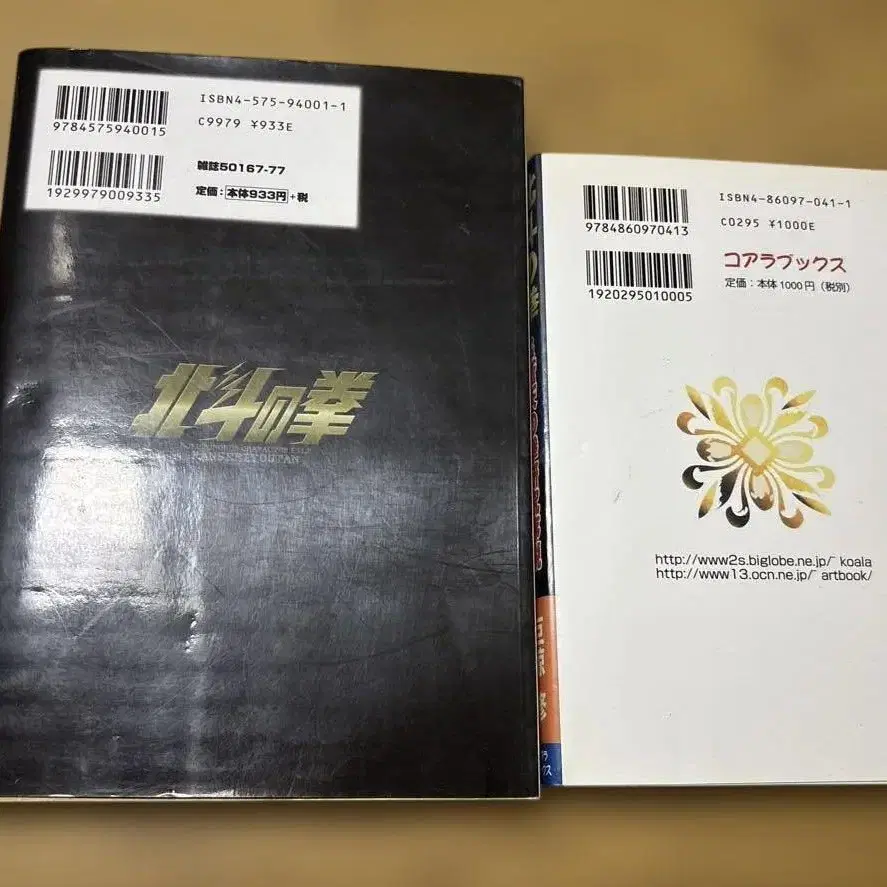 ISBN4-575-94001-1
C9979 ¥933E
9784575940015
雑誌50167-77
定価：本体933円+税
1929979009335
北斗の拳
ISBN4-86097-041-1
C0295 ¥1000E
9784860970413
コアラブックス
定価：本体1000円（税別）
1920295010005
http://www2s.biglobe.ne.jp/~koala
http://www13.ocn.ne.jp/~artbook/